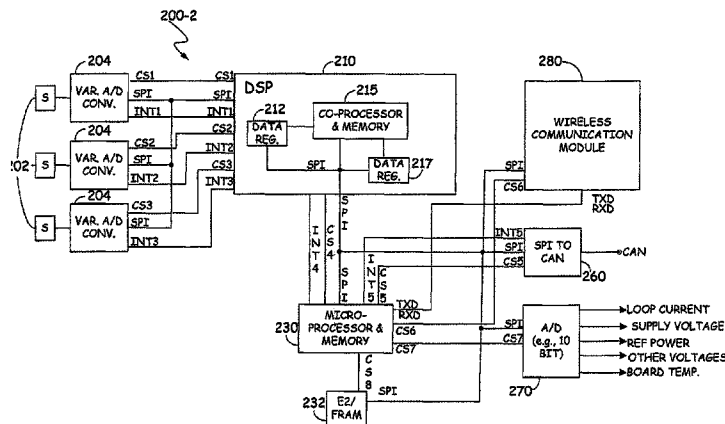 200-2
204
VAR. A/D
CONV.
CS1
SPI
INT1
S
204
VAR. A/D
CONV.
CS2
SPI
INT2
S
202
204
VAR. A/D
CONV.
CS3
SPI
INT3
S
210
DSP
CS1
SPI
INT1
CS2
INT2
CS3
INT3
212
DATA
REG.
215
CO-PROCESSOR
& MEMORY
SPI
DATA
REG.
217
INT4
CS4
SPI
SPI
INT5
CS5
280
WIRELESS
COMMUNICATION
MODULE
SPI
CS6
TXD
RXD
INT5
SPI
CS5
SPI TO
CAN
CAN
260
230
MICRO-
PROCESSOR &
MEMORY
TXD
RXD
CS6
CS7
SPI
CS7
A/D
(e.g., 10
BIT)
270
LOOP CURRENT
SUPPLY VOLTAGE
REF POWER
OTHER VOLTAGES
BOARD TEMP.
CS8
232
E2/
FRAM
SPI